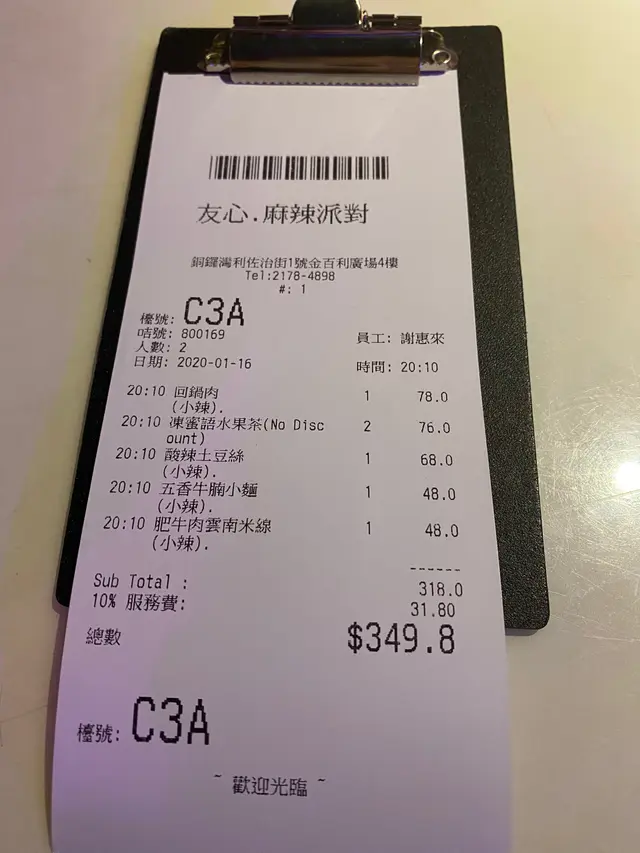 友心.麻辣派對
銅鑼灣利佐治街1號金百利廣場4樓
Tel:2178-4898
#: 1
檯號: C3A
咭號: 800169 員工: 謝惠來
人數: 2
日期: 2020-01-16 時間: 20:10
20:10 回鍋肉 1 78.0
(小辣).
20:10 凍蜜語水果茶(No Disc 2 76.0
ount)
20:10 酸辣土豆絲 1 68.0
(小辣).
20:10 五香牛腩小麵 1 48.0
(小辣).
20:10 肥牛肉雲南米線 1 48.0
(小辣).
------
Sub Total : 318.0
10% 服務費: 31.80
總數 $349.8
檯號: C3A
~ 歡迎光臨 ~